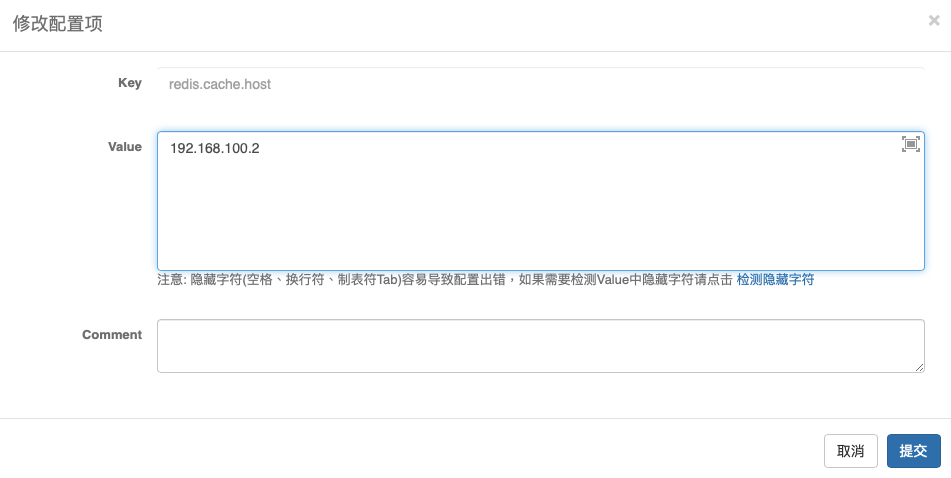 修改配置项
×
Key
redis.cache.host
Value
192.168.100.2
注意: 隐藏字符(空格、换行符、制表符Tab)容易导致配置出错，如果需要检测Value中隐藏字符请点击 检测隐藏字符
Comment
取消
提交